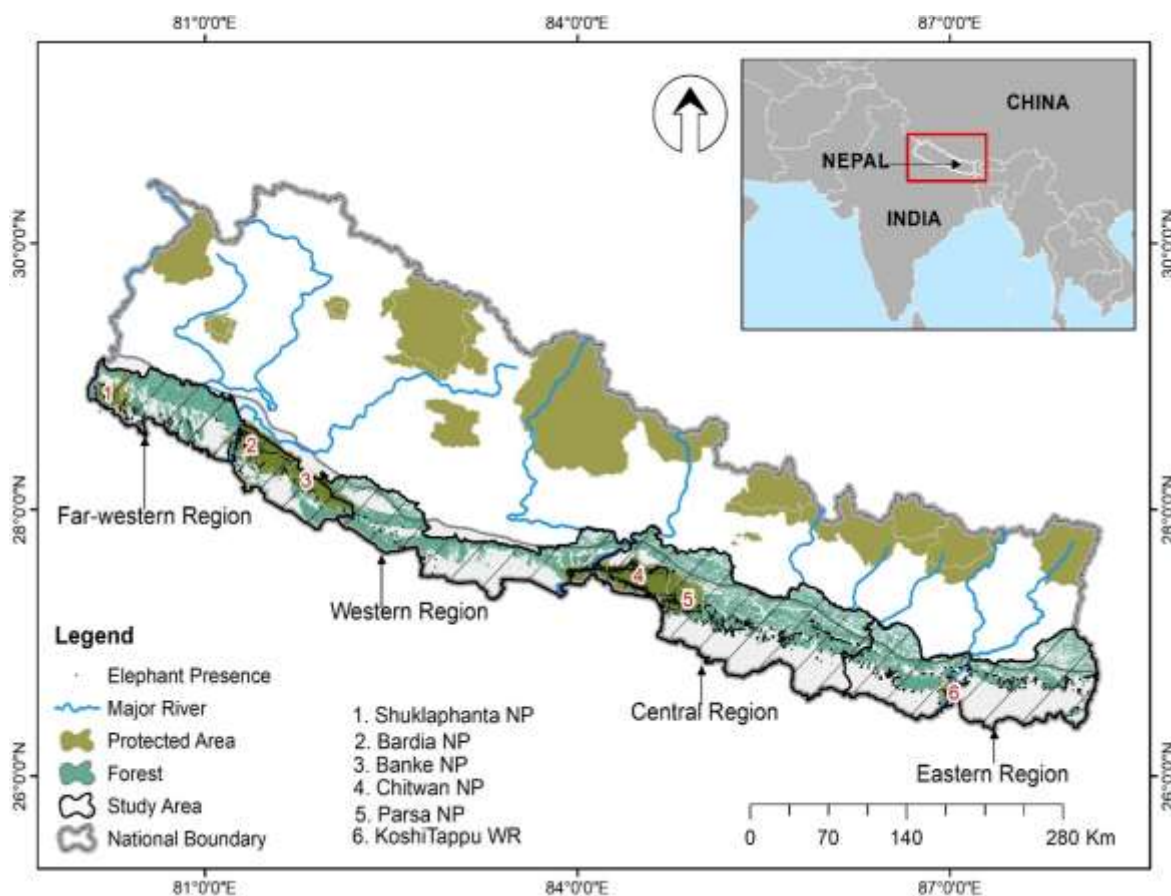 81°0'0"E
84°0'0"E
87°0'0"E
CHINA
NEPAL
INDIA
30°0'0"N
30°0'0"N
1
2
3
Far-western Region
28°0'0"N
28°0'0"N
4
5
Western Region
6
Central Region
Eastern Region
26°0'0"N
26°0'0"N
Legend
Elephant Presence
Major River
Protected Area
Forest
Study Area
National Boundary
1. Shuklaphanta NP
2. Bardia NP
3. Banke NP
4. Chitwan NP
5. Parsa NP
6. KoshiTappu WR
0 70 140 280 Km
81°0'0"E
84°0'0"E
87°0'0"E